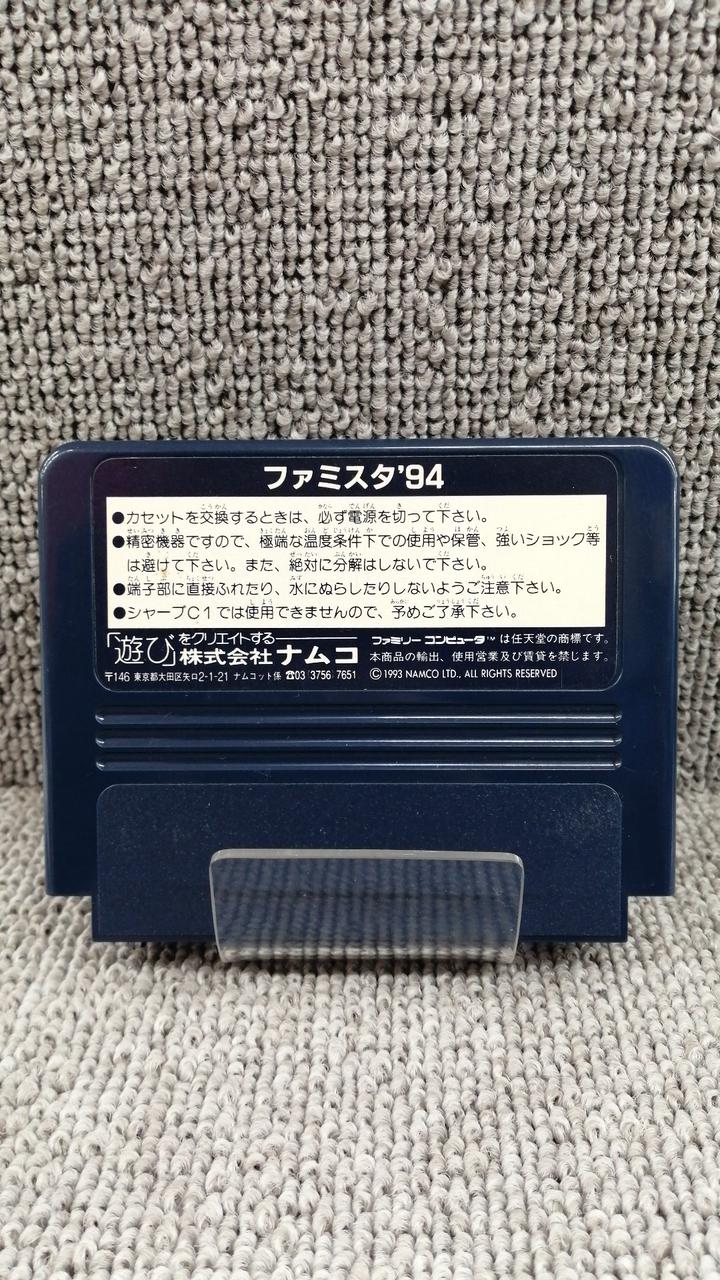 ファミスタ'94
●カセットを交換するときは、必ず電源を切って下さい。
●精密機器ですので、極端な温度条件下での使用や保管、強いショック等
は避けて下さい。また、絶対に分解はしないで下さい。
●端子部に直接ふれたり、水にぬらしたりしないようご注意下さい。
●シャープC1では使用できませんので、予めご了承下さい。
「遊び」をクリエイトする
株式会社ナムコ
〒146 東京都大田区矢口2-1-21 ナムコット係 ☎03(3756)7651
ファミリーコンピュータ™は任天堂の商標です。
本商品の輸出、使用営業及び賃貸を禁じます。
©1993 NAMCO LTD., ALL RIGHTS RESERVED